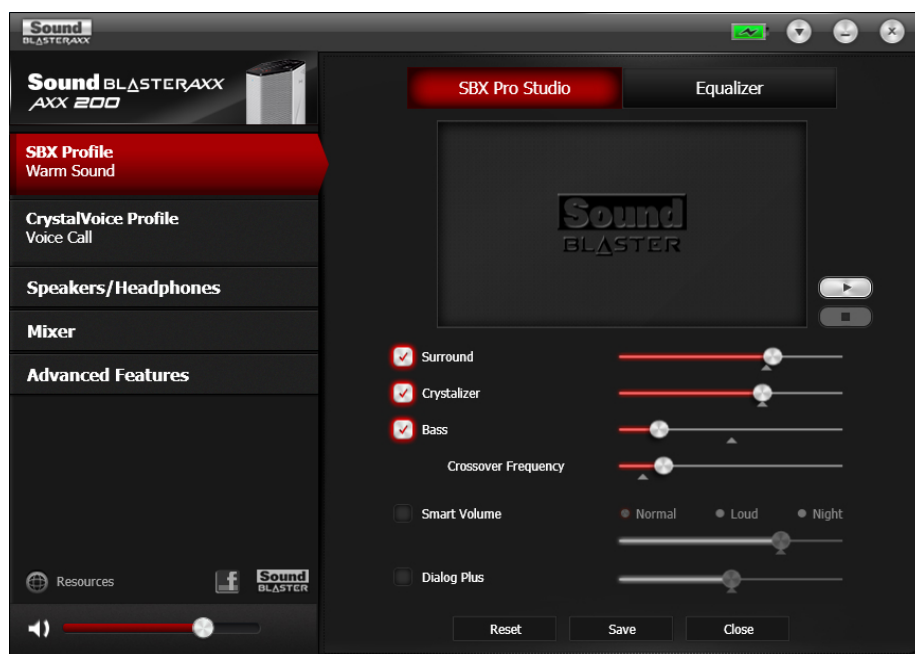 Sound
BLASTERAXX
Sound BLASTERAXX
AXX 200
SBX Profile
Warm Sound
CrystalVoice Profile
Voice Call
Speakers/Headphones
Mixer
Advanced Features
Resources
f
Sound
BLASTER
SBX Pro Studio
Equalizer
Sound
BLASTER
Surround
Crystalizer
Bass
Crossover Frequency
Smart Volume
Normal
Loud
Night
Dialog Plus
Reset
Save
Close